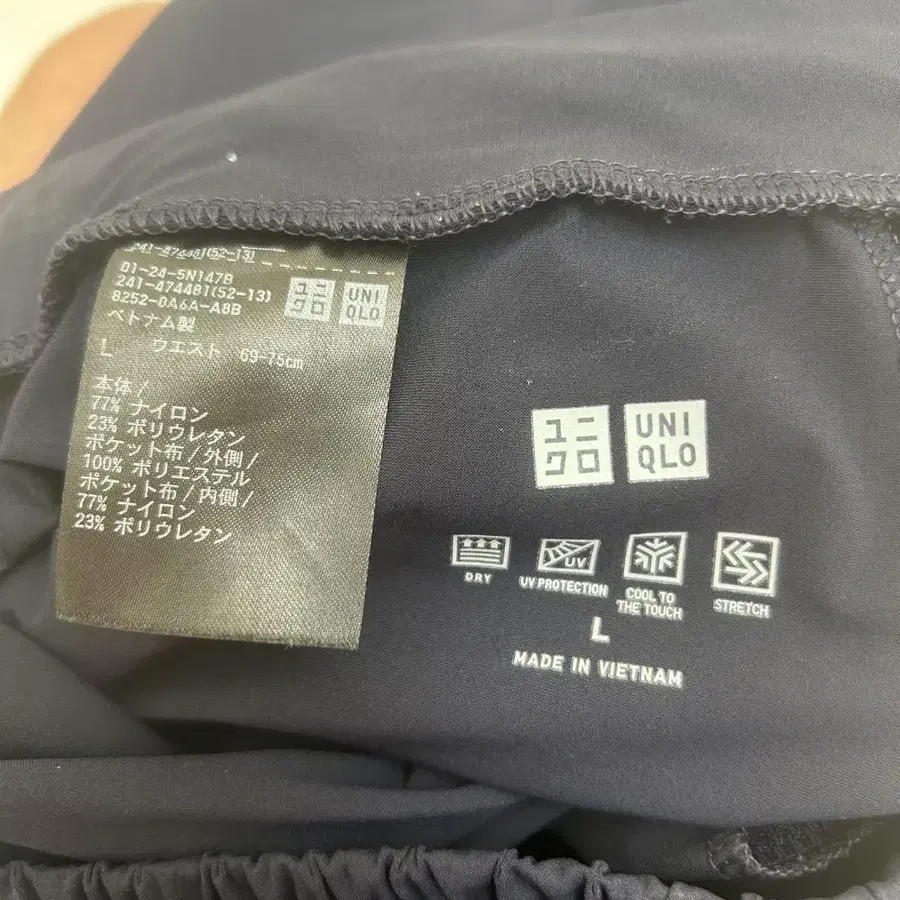 241-474481(52-13)
01-24-5N147B
241-474481(52-13)
8252-0A6A-A8B
ベトナム製
ユニ
クロ
UNI
QLO
L ウエスト 69-75cm
本体/
77% ナイロン
23% ポリウレタン
ポケット布/外側/
100% ポリエステル
ポケット布/内側/
77% ナイロン
23% ポリウレタン
ユニ
クロ
UNI
QLO
DRY
UV
UV PROTECTION
COOL TO
THE TOUCH
STRETCH
L
MADE IN VIETNAM